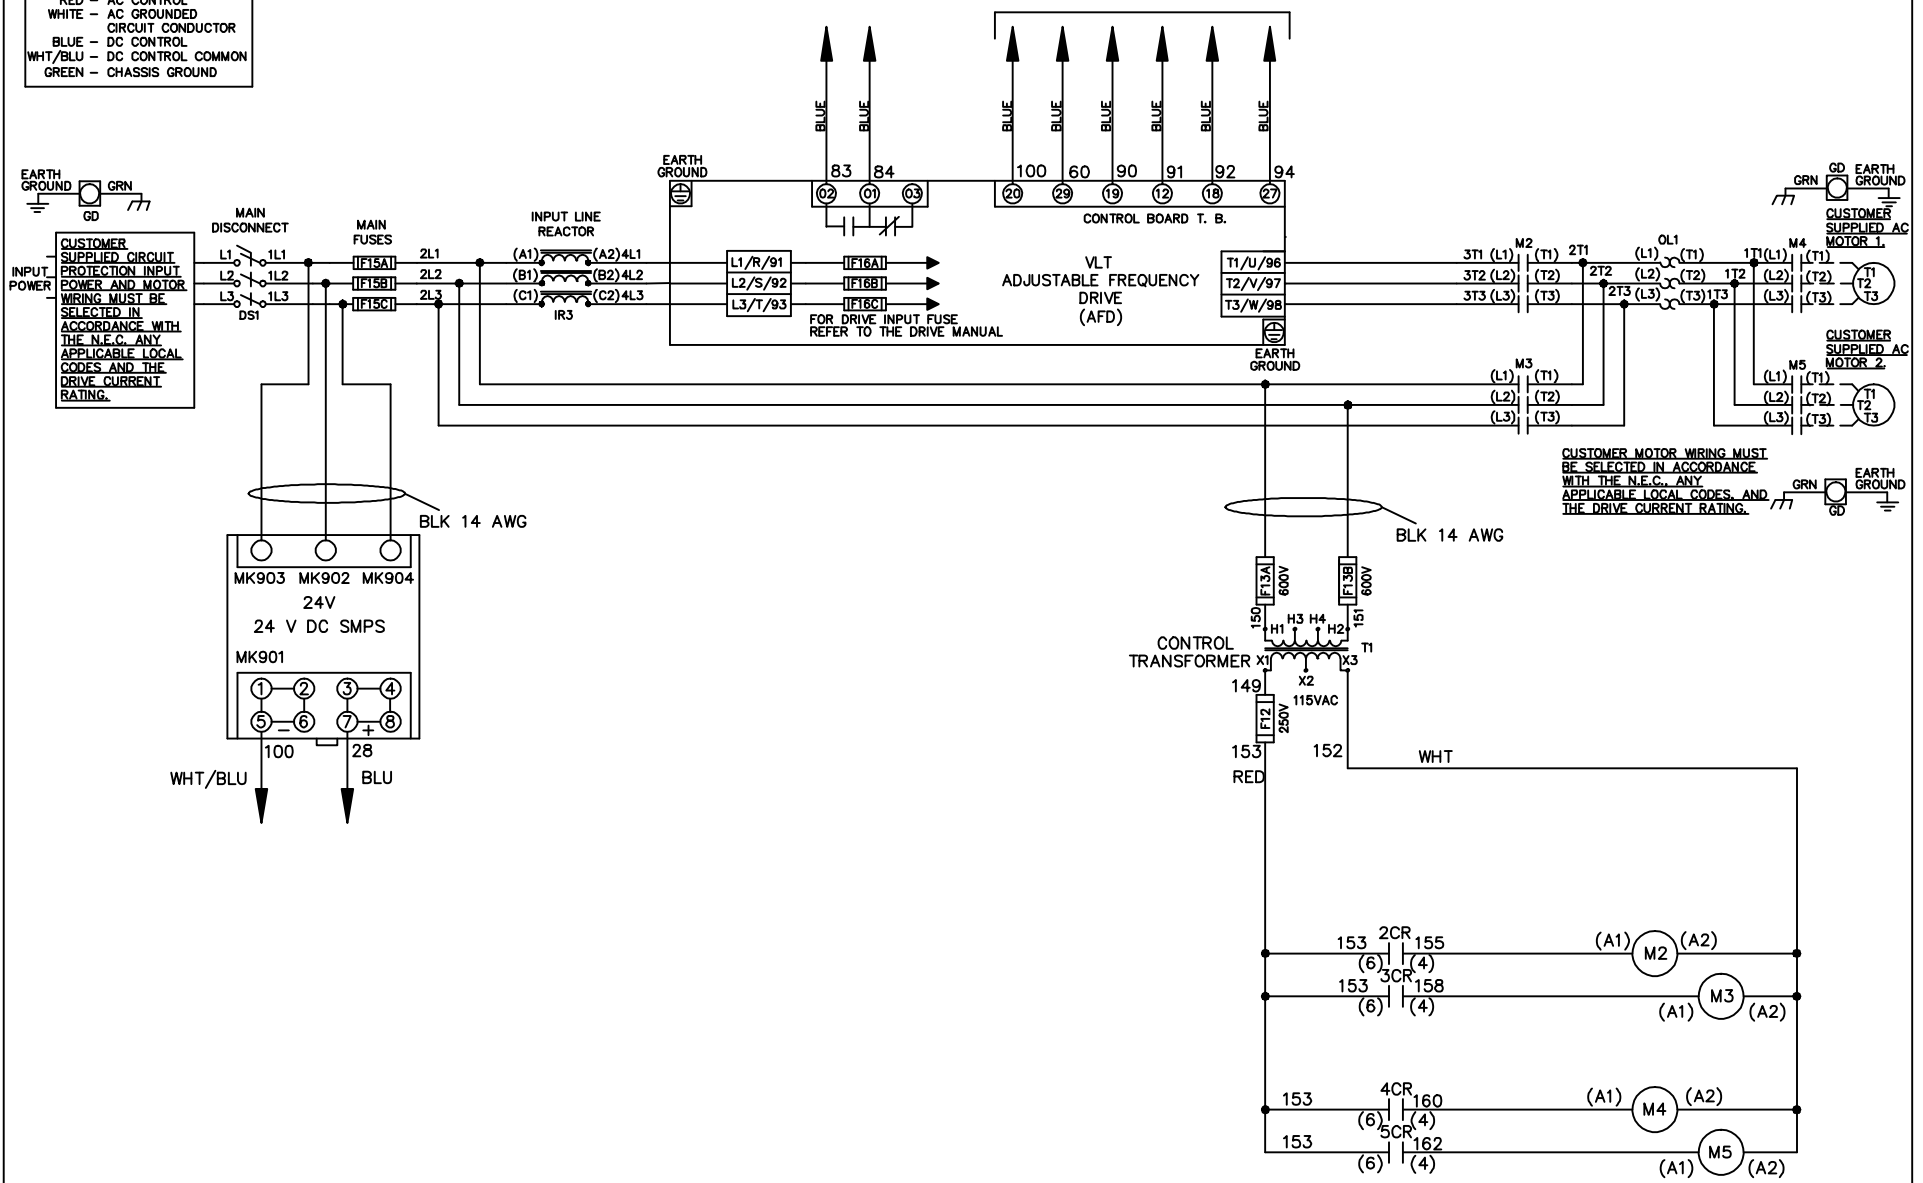 RED – AC CONTROL
WHITE – AC GROUNDED
CIRCUIT CONDUCTOR
BLUE – DC CONTROL
WHT/BLU – DC CONTROL COMMON
GREEN – CHASSIS GROUND
BLUE
BLUE
BLUE
BLUE
BLUE
BLUE
BLUE
BLUE
EARTH
GROUND
GRN
GD
EARTH
GROUND
83
84
02
01
03
100
60
90
91
92
94
20
29
19
12
18
27
CONTROL BOARD T. B.
GRN
GD
EARTH
GROUND
INPUT
POWER
CUSTOMER
SUPPLIED CIRCUIT
PROTECTION INPUT
POWER AND MOTOR
WIRING MUST BE
SELECTED IN
ACCORDANCE WITH
THE N.E.C. ANY
APPLICABLE LOCAL
CODES AND THE
DRIVE CURRENT
RATING.
MAIN
DISCONNECT
L1
1L1
L2
1L2
L3
1L3
DS1
MAIN
FUSES
F15A
F15B
F15C
2L1
2L2
2L3
INPUT LINE
REACTOR
(A1)
(A2)
4L1
(B1)
(B2)
4L2
(C1)
(C2)
4L3
IR3
L1/R/91
L2/S/92
L3/T/93
F16A
F16B
F16C
FOR DRIVE INPUT FUSE
REFER TO THE DRIVE MANUAL
VLT
ADJUSTABLE FREQUENCY
DRIVE
(AFD)
T1/U/96
T2/V/97
T3/W/98
EARTH
GROUND
M2
3T1 (L1) (T1)
3T2 (L2) (T2)
3T3 (L3) (T3)
2T1
2T2
2T3
OL1
(L1) (T1)
(L2) (T2)
(L3) (T3)
1T1
1T2
1T3
M4
(L1) (T1)
(L2) (T2)
(L3) (T3)
T1
T2
T3
CUSTOMER
SUPPLIED AC
MOTOR 1.
M3
(L1) (T1)
(L2) (T2)
(L3) (T3)
M5
(L1) (T1)
(L2) (T2)
(L3) (T3)
T1
T2
T3
CUSTOMER
SUPPLIED AC
MOTOR 2.
CUSTOMER MOTOR WIRING MUST
BE SELECTED IN ACCORDANCE
WITH THE N.E.C., ANY
APPLICABLE LOCAL CODES, AND
THE DRIVE CURRENT RATING.
GRN
GD
EARTH
GROUND
BLK 14 AWG
MK903 MK902 MK904
24V
24 V DC SMPS
MK901
1
2
3
4
5
6
7
8
–
+
100
28
WHT/BLU
BLU
BLK 14 AWG
F13A
600V
F13B
600V
150
151
H1
H3
H4
H2
T1
CONTROL
TRANSFORMER
X1
X2
X3
115VAC
149
F12
250V
153
RED
152
WHT
153
2CR
155
(6)
(4)
(A1)
M2
(A2)
153
3CR
158
(6)
(4)
(A1)
M3
(A2)
153
4CR
160
(6)
(4)
(A1)
M4
(A2)
153
5CR
162
(6)
(4)
(A1)
M5
(A2)